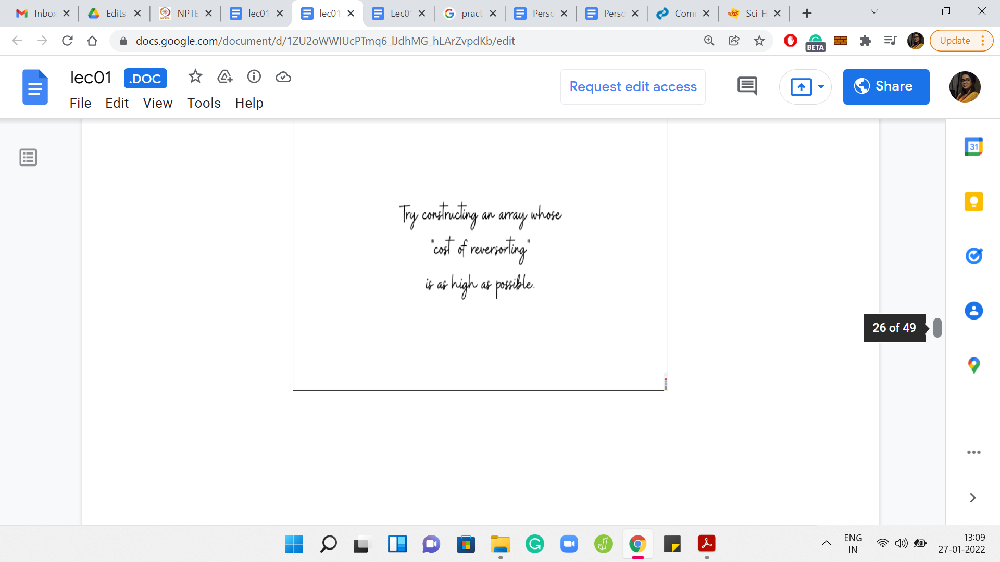 Inbox
Edits
NPTE
lec01
lec01
Lec01
pract
Perso
Perso
Com
Sci-H
docs.google.com/document/d/1ZU2oWWIUcPTmq6_lJdhMG_hLArZvpdKb/edit
BETA
Update
lec01 .DOC
File Edit View Tools Help
Request edit access
Share
31
Try constructing an array whose
"cost of reversorting"
is as high as possible.
26 of 49
ENG
IN
13:09
27-01-2022